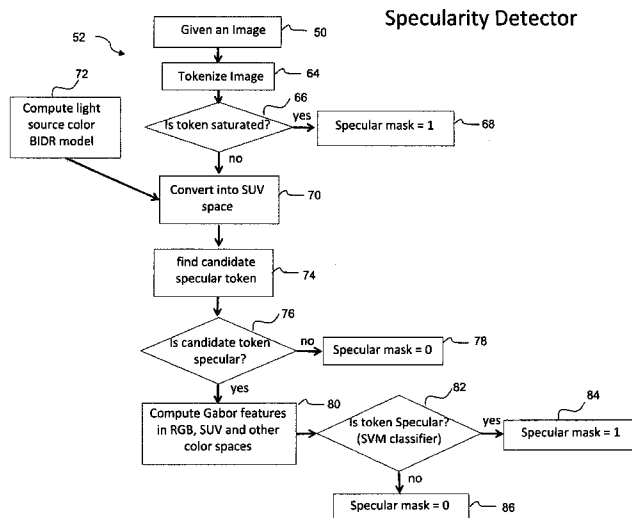 Specularity Detector
52
Given an Image
50
Tokenize Image
64
72
Compute light
source color
BIDR model
66
Is token saturated?
yes
Specular mask = 1
68
no
Convert into SUV
space
70
find candidate
specular token
74
76
Is candidate token
specular?
no
Specular mask = 0
78
yes
Compute Gabor features
in RGB, SUV and other
color spaces
80
82
Is token Specular?
(SVM classifier)
yes
84
Specular mask = 1
no
Specular mask = 0
86